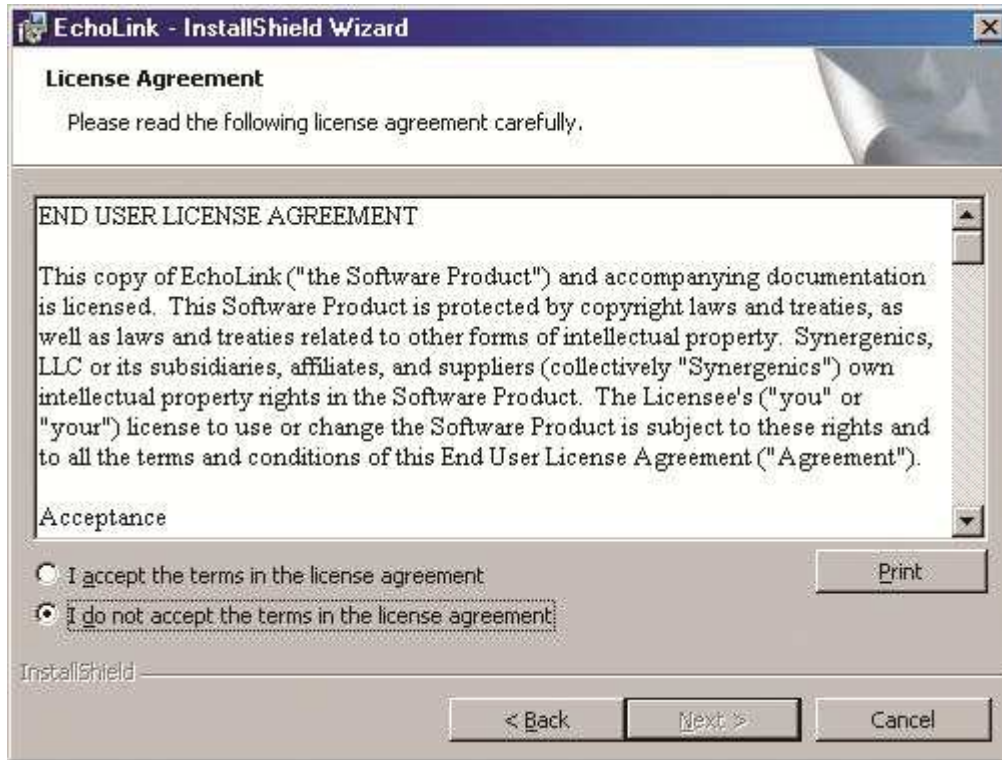 EchoLink - InstallShield Wizard
License Agreement
Please read the following license agreement carefully.
END USER LICENSE AGREEMENT
This copy of EchoLink ("the Software Product") and accompanying documentation
is licensed.  This Software Product is protected by copyright laws and treaties, as
well as laws and treaties related to other forms of intellectual property.  Synergenics,
LLC or its subsidiaries, affiliates, and suppliers (collectively "Synergenics") own
intellectual property rights in the Software Product.  The Licensee's ("you" or
"your") license to use or change the Software Product is subject to these rights and
to all the terms and conditions of this End User License Agreement ("Agreement").
Acceptance
I accept the terms in the license agreement
Print
I do not accept the terms in the license agreement
InstallShield
< Back
Next >
Cancel